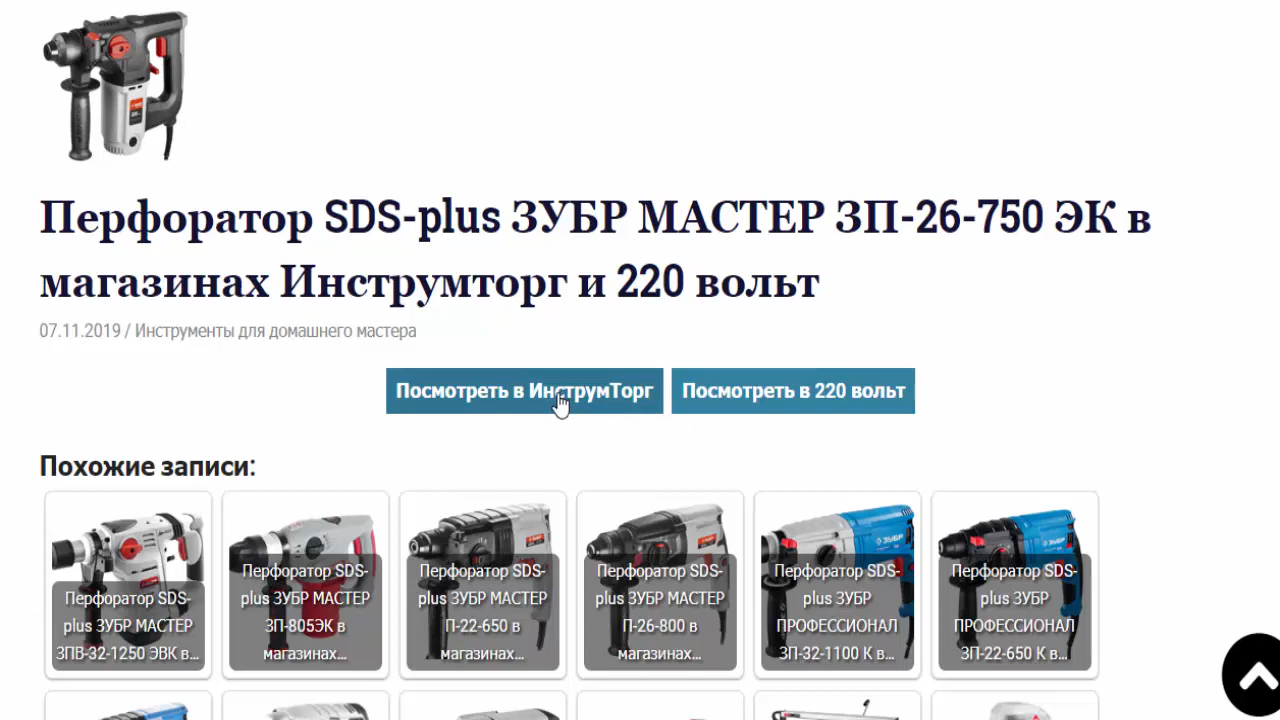 Перфоратор SDS-plus ЗУБР МАСТЕР ЗП-26-750 ЭК в
магазинах Инструмторг и 220 вольт
07.11.2019 / Инструменты для домашнего мастера
Посмотреть в ИнструмТорг
Посмотреть в 220 вольт
Похожие записи:
Перфоратор SDS-
plus ЗУБР МАСТЕР
ЗПВ-32-1250 ЭВК в...
Перфоратор SDS-
plus ЗУБР МАСТЕР
ЗП-805ЭК в
магазинах...
Перфоратор SDS-
plus ЗУБР МАСТЕР
П-22-650 в
магазинах...
Перфоратор SDS-
plus ЗУБР МАСТЕР
П-26-800 в
магазинах...
ЗУБР
Перфоратор SDS-
plus ЗУБР
ПРОФЕССИОНАЛ
ЗП-32-1100 К в...
ЗУБР
Перфоратор SDS-
plus ЗУБР
ПРОФЕССИОНАЛ
ЗП-22-650 К в...